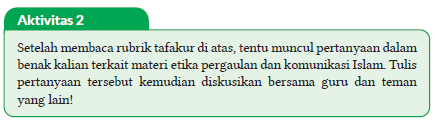 Aktivitas 2
Setelah membaca rubrik tafakur di atas, tentu muncul pertanyaan dalam
benak kalian terkait materi etika pergaulan dan komunikasi Islam. Tulis
pertanyaan tersebut kemudian diskusikan bersama guru dan teman
yang lain!